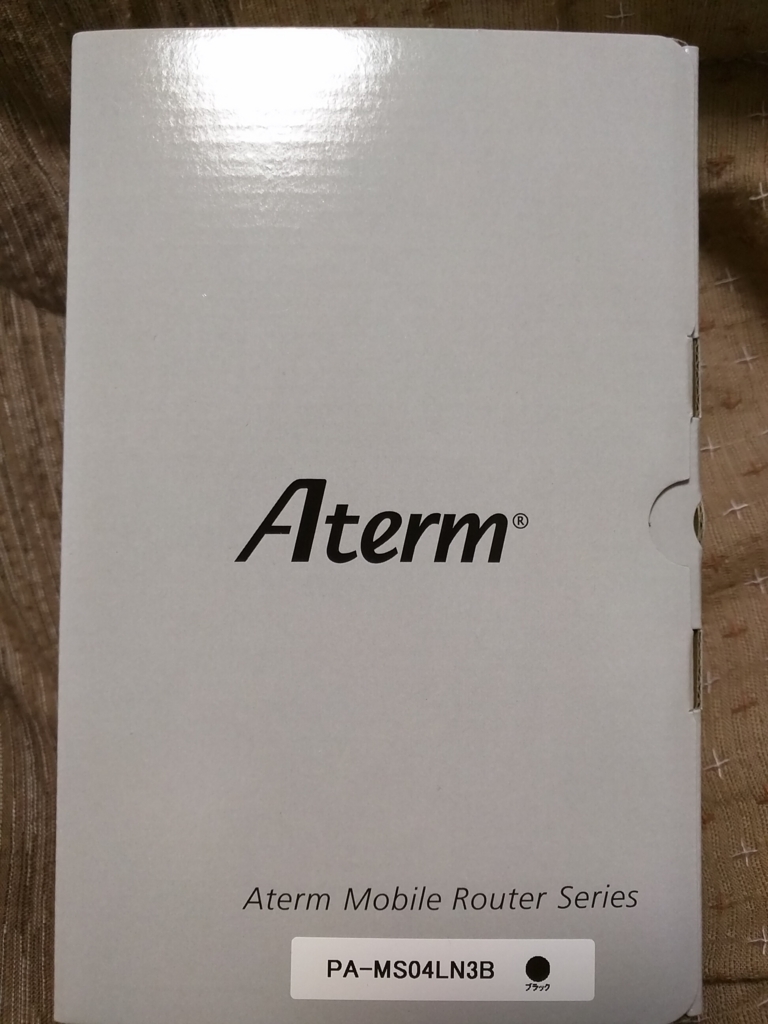 Aterm®
Aterm Mobile Router Series
PA-MS04LN3B
ブラック